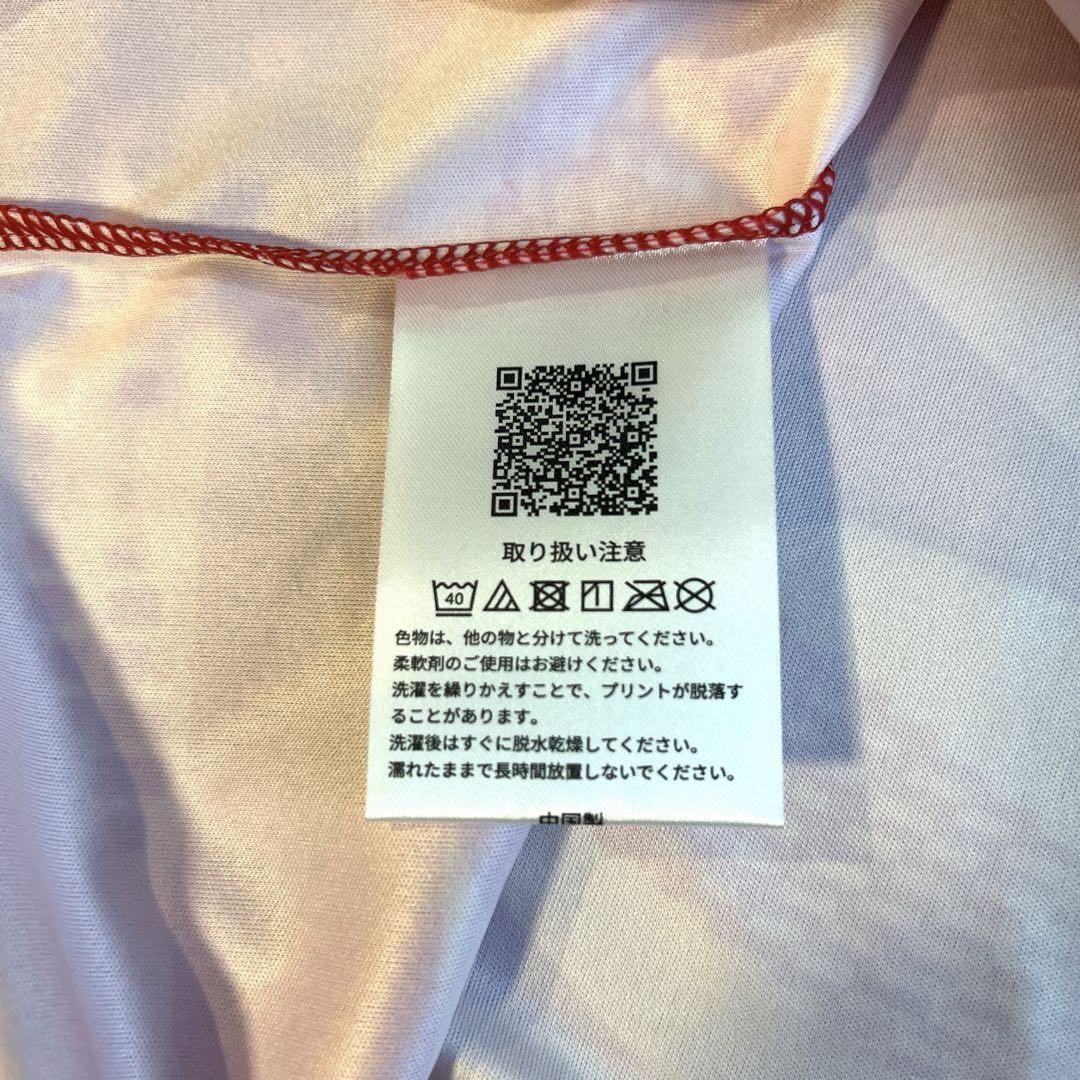 取り扱い注意
40
色物は、他の物と分けて洗ってください。
柔軟剤のご使用はお避けください。
洗濯を繰りかえすことで、プリントが脱落す
ることがあります。
洗濯後はすぐに脱水乾燥してください。
濡れたままで長時間放置しないでください。
中国製